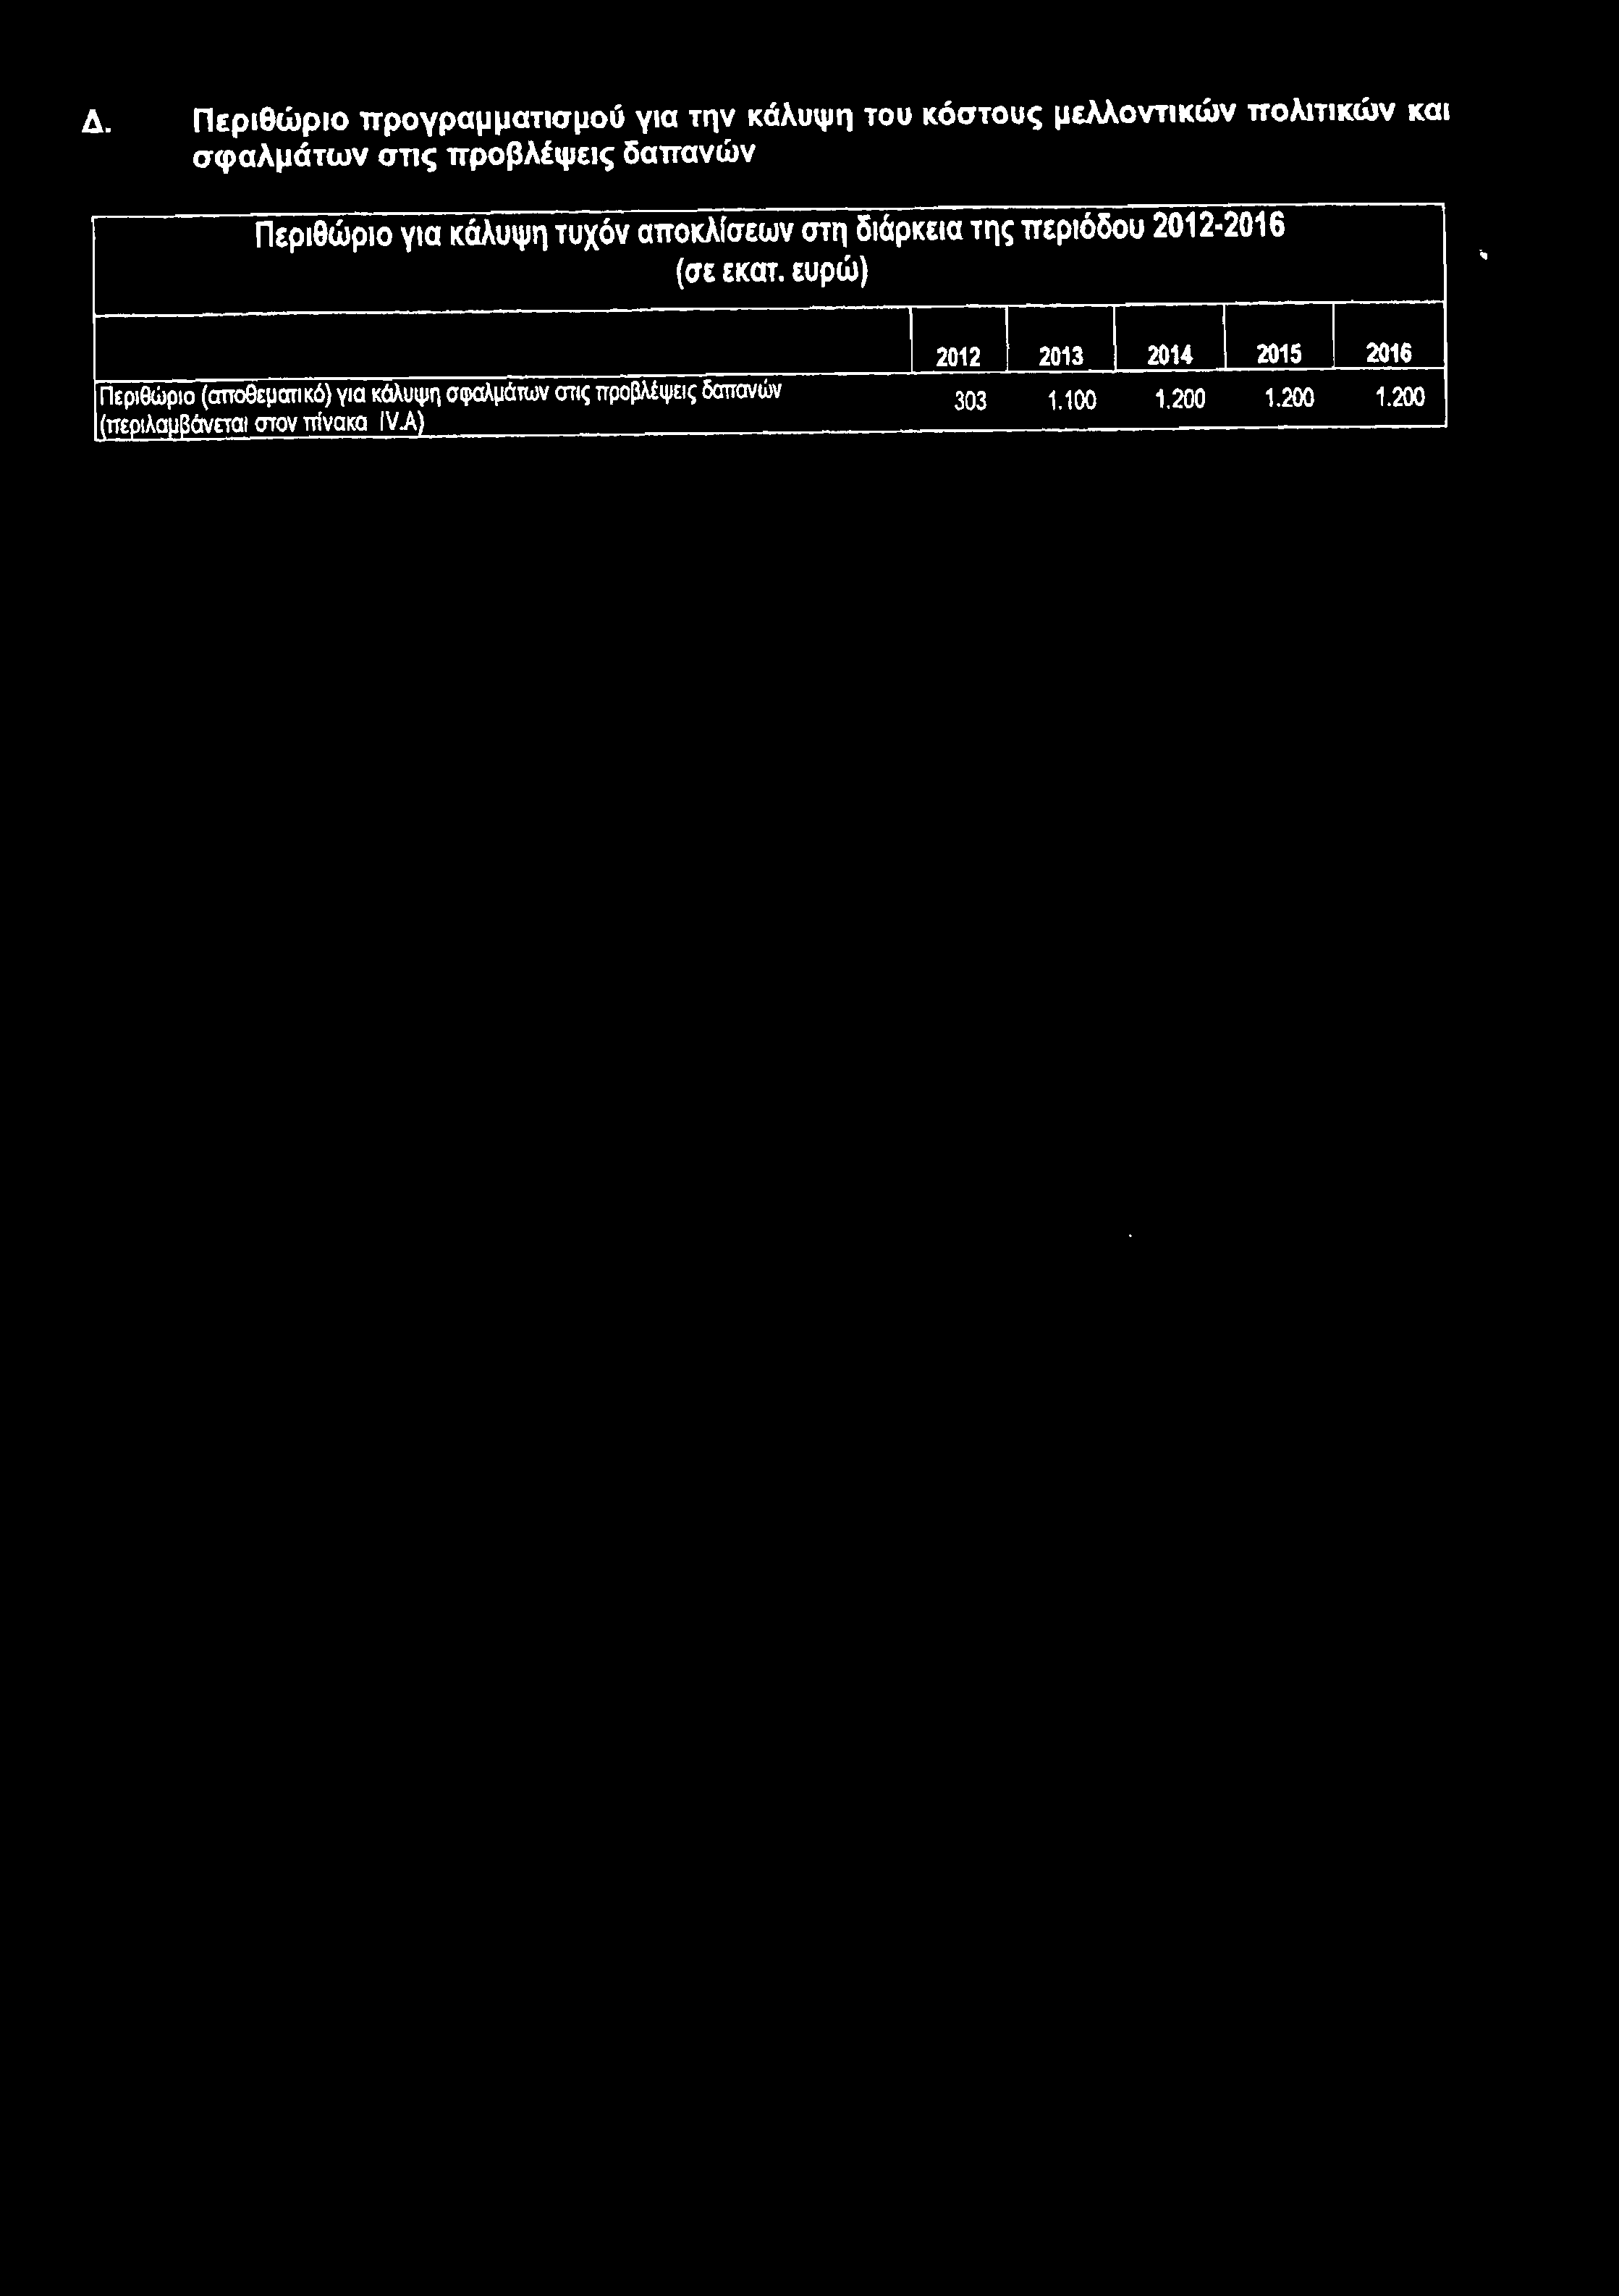 Δ. Περιθώριο προγραμματισμού για την κάλυψη του κόστους μελλοντικών πολιτικών και
σφαλμάτων στις προβλέψεις δαπανών
Περιθώριο για κάλυψη τυχόν αποκλίσεων στη διάρκεια της περιόδου 2012-2016
(σε εκατ. ευρώ)
2012 2013 2014 2015 2016
Περιθώριο (αποθεματικό) για κάλυψη σφαλμάτων στις προβλέψεις δαπανών 303 1.100 1.200 1.200 1.200
(περιλαμβάνεται στον πίνακα IV.A)